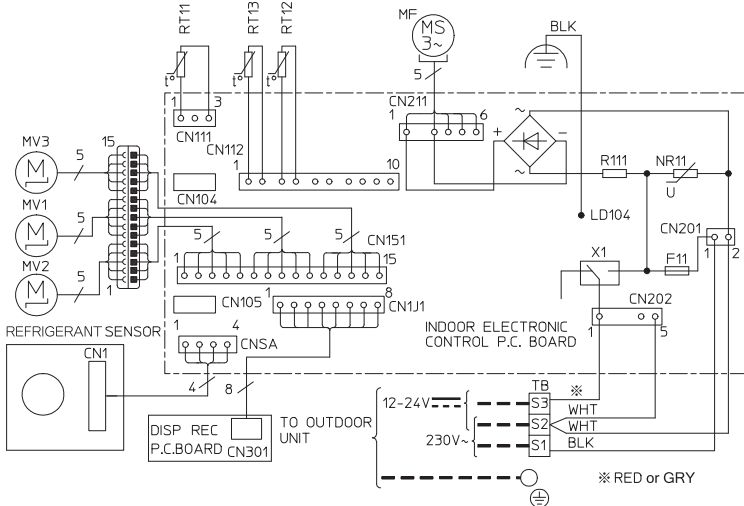 RT11
RT13
RT12
MF
MS
3~
BLK
t°
t°
t°
5
1
3
CN111
CN211
1
6
~
+
−
~
R111
NR11
U
CN112
1
10
CN104
MV3
5
15
MV1
5
MV2
5
1
LD104
CN201
1
2
5
5
5
CN151
1
15
X1
F11
CN105
1
8
CN1J1
CN202
1
5
1
4
CNSA
REFRIGERANT SENSOR
CN1
INDOOR ELECTRONIC
CONTROL P.C. BOARD
4
8
M
M
M
DISP REC
P.C.BOARD
CN301
TO OUTDOOR
UNIT
12-24V
230V~
TB
S3
S2
S1
※
WHT
WHT
BLK
※ RED or GRY